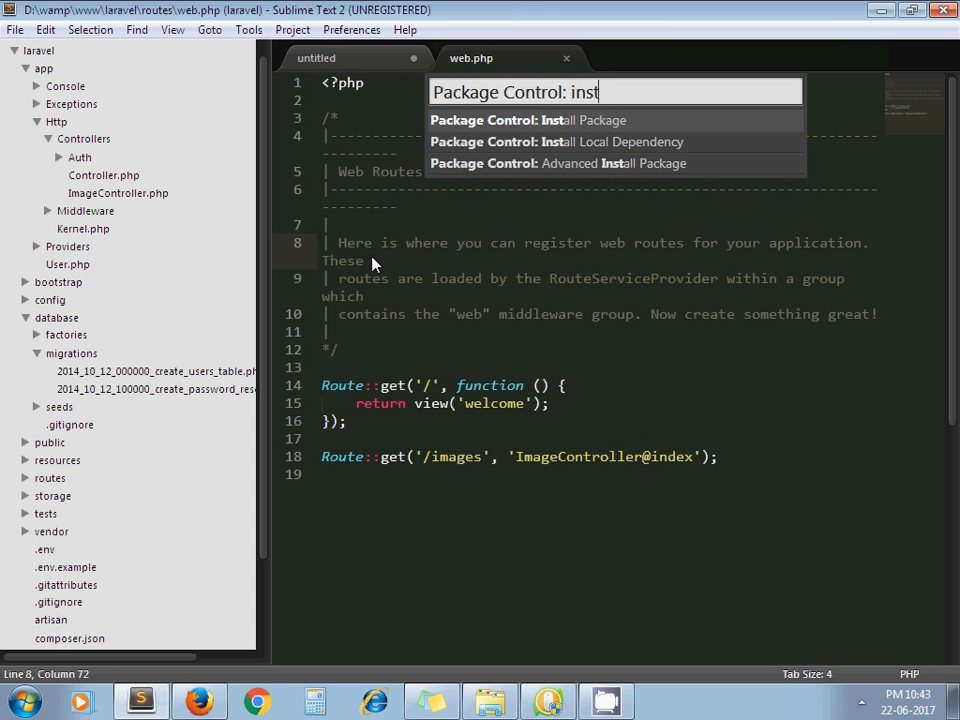 D:\wamp\www\laravel\routes\web.php (laravel) - Sublime Text 2 (UNREGISTERED)
File Edit Selection Find View Goto Tools Project Preferences Help
laravel
app
Console
Exceptions
Http
Controllers
Auth
Controller.php
ImageController.php
Middleware
Kernel.php
Providers
User.php
bootstrap
config
database
factories
migrations
2014_10_12_000000_create_users_table.ph
2014_10_12_100000_create_password_rese
seeds
.gitignore
public
resources
routes
storage
tests
vendor
.env
.env.example
.gitattributes
.gitignore
artisan
composer.json
untitled
web.php
Package Control: inst
Package Control: Install Package
Package Control: Install Local Dependency
Package Control: Advanced Install Package
1 <?php
2
3 /*
4 |--------------------------------------------------------------------------
5 | Web Routes
6 |--------------------------------------------------------------------------
7 |
8 | Here is where you can register web routes for your application.
These
9 | routes are loaded by the RouteServiceProvider within a group
which
10 | contains the "web" middleware group. Now create something great!
11 |
12 */
13
14 Route::get('/', function () {
15 return view('welcome');
16 });
17
18 Route::get('/images', 'ImageController@index');
19
Line 8, Column 72
Tab Size: 4
PHP
PM 10:43
22-06-2017